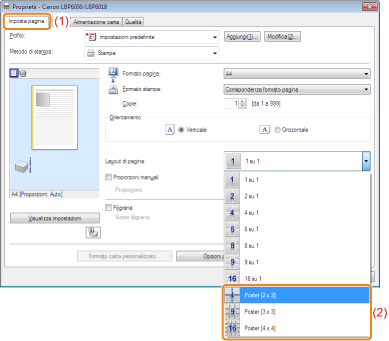 Proprietà - Canon LBP6000/LBP6018
Imposta pagina
(1)
Alimentazione carta
Qualità
Profilo:
Impostazioni predefinite
Aggiungi(1)...
Modifica(2)...
Metodo di stampa:
Stampa
Formato pagina:
A4
Formato stampa:
Corrispondenza formato pagina
Copie:
1
[da 1 a 999]
Orientamento
A
Verticale
A
Orizzontale
Layout di pagina:
1
1 su 1
Proporzioni manuali
Proporzioni
A4 [Proporzioni: Auto]
Filigrana
Nome filigrana
Visualizza impostazioni
Formato carta personalizzato...
Opzioni
1
1 su 1
2
2 su 1
4
4 su 1
6
6 su 1
8
8 su 1
9
9 su 1
16
16 su 1
4
Poster [2 x 2]
9
Poster [3 x 3]
16
Poster [4 x 4]
(2)